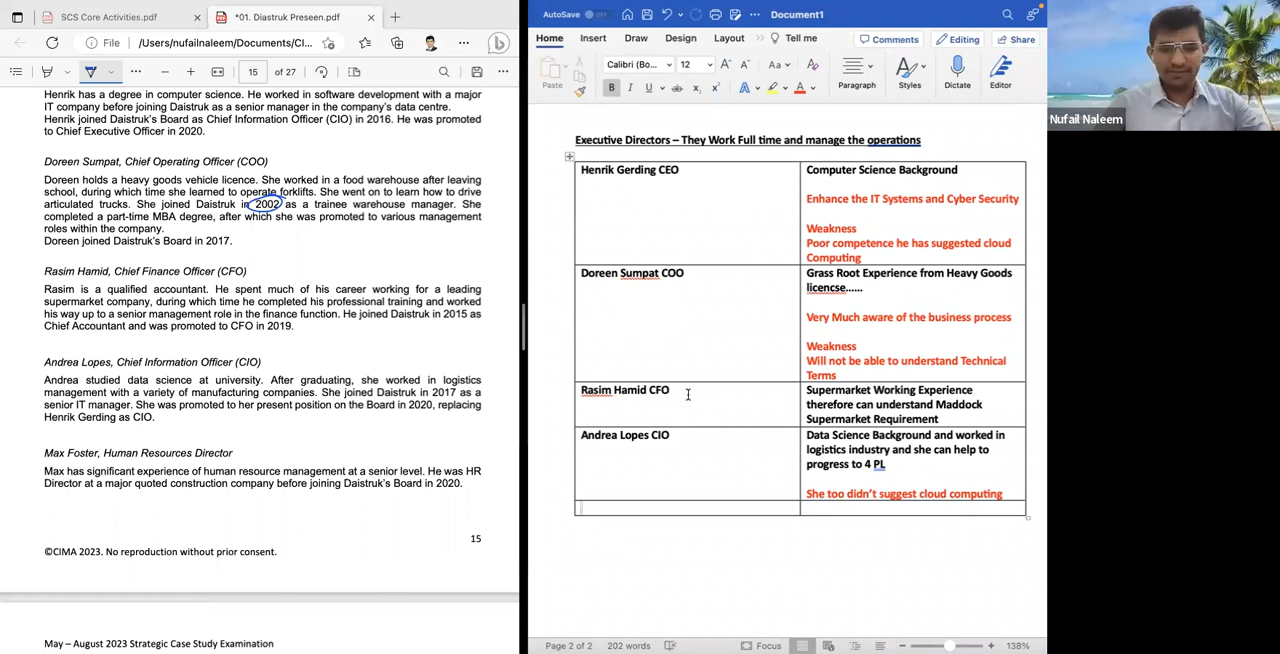 SCS Core Activities.pdf
*01. Diastruk Preseen.pdf
File
/Users/nufailnaleem/Documents/CI...
15 of 27
Henrik has a degree in computer science. He worked in software development with a major
IT company before joining Daistruk as a senior manager in the company's data centre.
Henrik joined Daistruk's Board as Chief Information Officer (CIO) in 2016. He was promoted
to Chief Executive Officer in 2020.
Doreen Sumpat, Chief Operating Officer (COO)
Doreen holds a heavy goods vehicle licence. She worked in a food warehouse after leaving
school, during which time she learned to operate forklifts. She went on to learn how to drive
articulated trucks. She joined Daistruk in 2002 as a trainee warehouse manager. She
completed a part-time MBA degree, after which she was promoted to various management
roles within the company.
Doreen joined Daistruk's Board in 2017.
Rasim Hamid, Chief Finance Officer (CFO)
Rasim is a qualified accountant. He spent much of his career working for a leading
supermarket company, during which time he completed his professional training and worked
his way up to a senior management role in the finance function. He joined Daistruk in 2015 as
Chief Accountant and was promoted to CFO in 2019.
Andrea Lopes, Chief Information Officer (CIO)
Andrea studied data science at university. After graduating, she worked in logistics
management with a variety of manufacturing companies. She joined Daistruk in 2017 as a
senior IT manager. She was promoted to her present position on the Board in 2020, replacing
Henrik Gerding as CIO.
Max Foster, Human Resources Director
Max has significant experience of human resource management at a senior level. He was HR
Director at a major quoted construction company before joining Daistruk's Board in 2020.
15
©CIMA 2023. No reproduction without prior consent.
May – August 2023 Strategic Case Study Examination
AutoSave OFF
Document1
Home Insert Draw Design Layout Tell me
Comments Editing Share
Paste
Calibri (Bo... 12
Paragraph Styles Dictate Editor
Executive Directors – They Work Full time and manage the operations
Henrik Gerding CEO
Computer Science Background
Enhance the IT Systems and Cyber Security
Weakness
Poor competence he has suggested cloud
Computing
Doreen Sumpat COO
Grass Root Experience from Heavy Goods
licencse.....
Very Much aware of the business process
Weakness
Will not be able to understand Technical
Terms
Rasim Hamid CFO
Supermarket Working Experience
therefore can understand Maddock
Supermarket Requirement
Andrea Lopes CIO
Data Science Background and worked in
logistics industry and she can help to
progress to 4 PL
She too didn't suggest cloud computing
Page 2 of 2 202 words
Focus
138%
Nufail Naleem